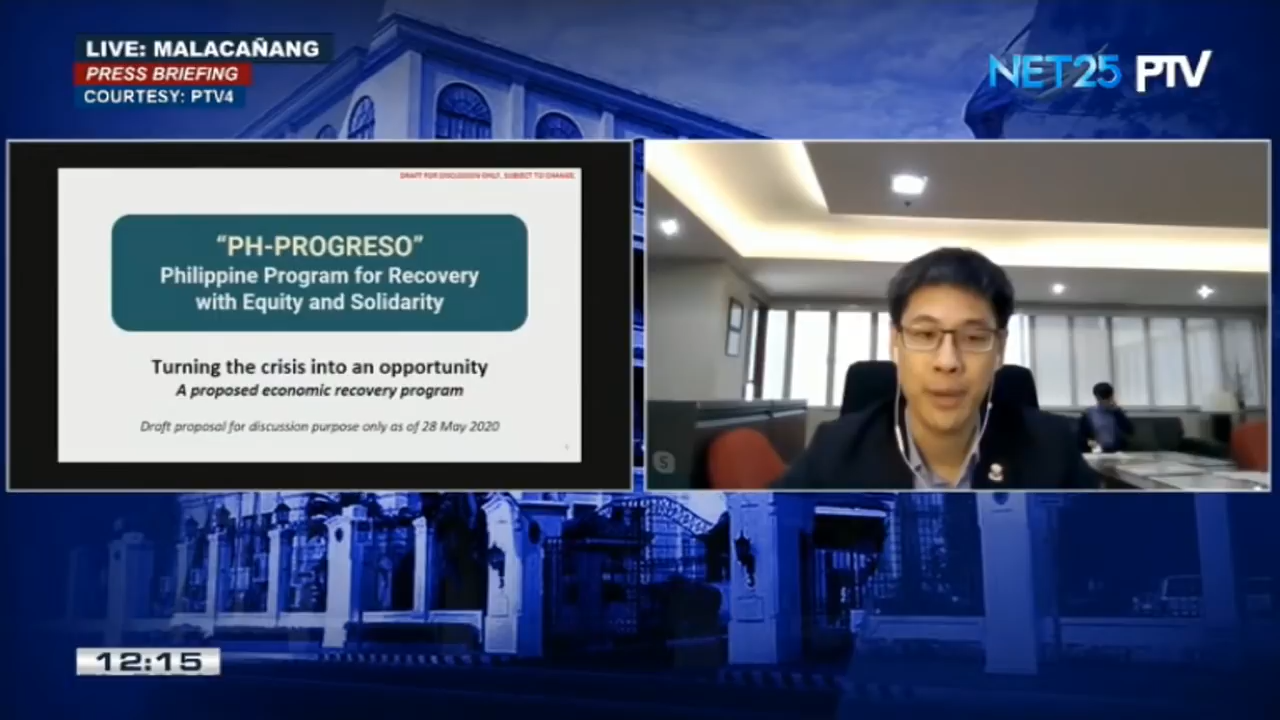 LIVE: MALACAÑANG
PRESS BRIEFING
COURTESY: PTV4
NET25 PTV
DRAFT FOR DISCUSSION ONLY, SUBJECT TO CHANGE.
“PH-PROGRESO”
Philippine Program for Recovery
with Equity and Solidarity
Turning the crisis into an opportunity
A proposed economic recovery program
Draft proposal for discussion purpose only as of 28 May 2020
S
12:15